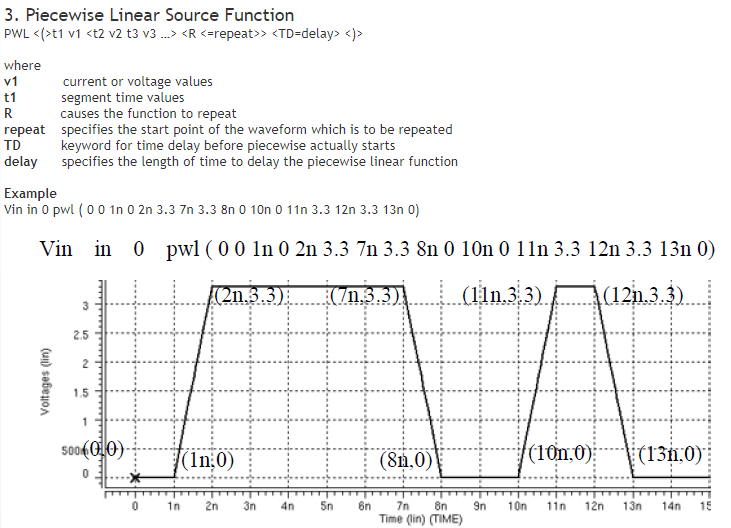 3. Piecewise Linear Source Function
PWL <(>t1 v1 <t2 v2 t3 v3 ...> <R <=repeat>> <TD=delay> <)>
where
v1 current or voltage values
t1 segment time values
R causes the function to repeat
repeat specifies the start point of the waveform which is to be repeated
TD keyword for time delay before piecewise actually starts
delay specifies the length of time to delay the piecewise linear function
Example
Vin in 0 pwl ( 0 0 1n 0 2n 3.3 7n 3.3 8n 0 10n 0 11n 3.3 12n 3.3 13n 0)
Vin in 0 pwl ( 0 0 1n 0 2n 3.3 7n 3.3 8n 0 10n 0 11n 3.3 12n 3.3 13n 0)
(2n,3.3) (7n,3.3) (11n,3.3) (12n,3.3)
3
2.5
2
Voltages (lin)
1.5
1
500m
(0,0)
(1n,0) (8n,0) (10n,0) (13n,0)
0
0 1n 2n 3n 4n 5n 6n 7n 8n 9n 10n 11n 12n 13n 14n 15
Time (lin) (TIME)